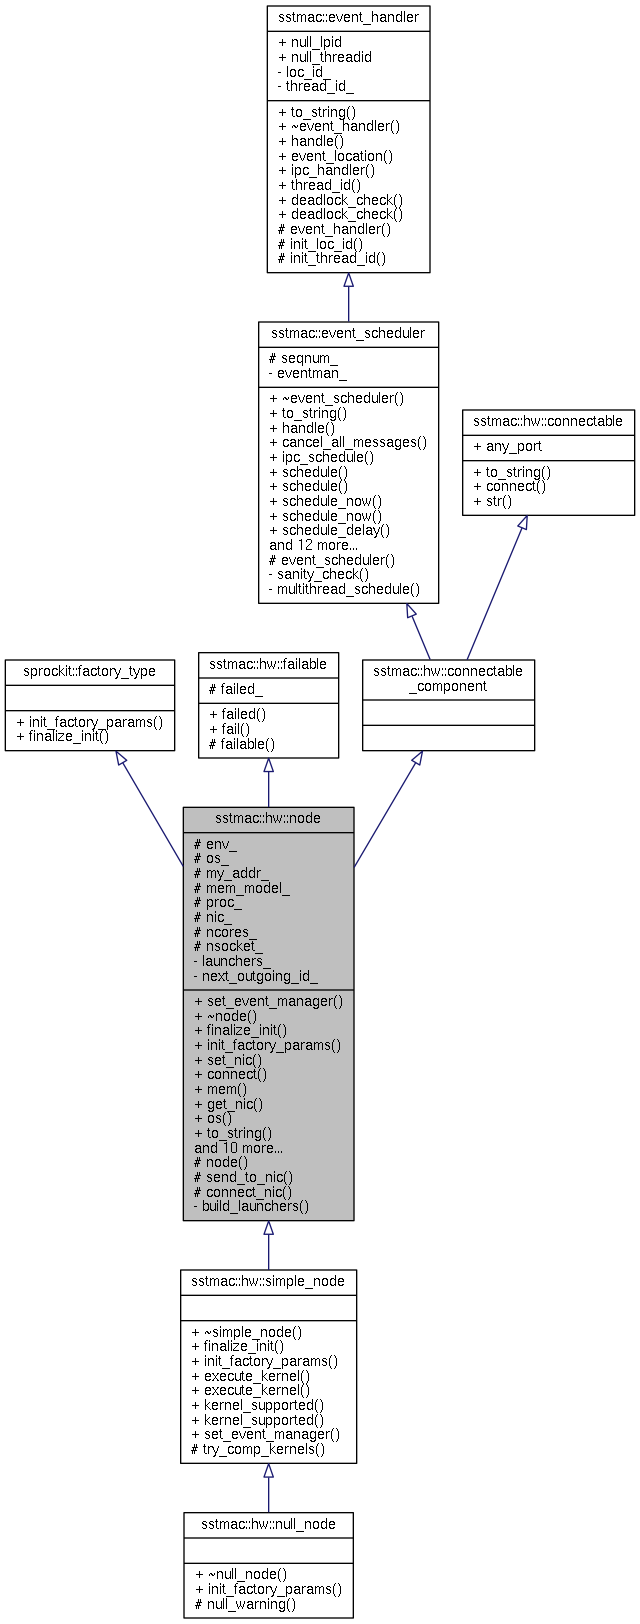 sstmac::event_handler
+ null_lpid
+ null_threadid
- loc_id_
- thread_id_
+ to_string()
+ ~event_handler()
+ handle()
+ event_location()
+ ipc_handler()
+ thread_id()
+ deadlock_check()
+ deadlock_check()
# event_handler()
# init_loc_id()
# init_thread_id()
sstmac::event_scheduler
# seqnum_
- eventman_
+ ~event_scheduler()
+ to_string()
+ handle()
+ cancel_all_messages()
+ ipc_schedule()
+ schedule()
+ schedule()
+ schedule_now()
+ schedule_now()
+ schedule_delay()
and 12 more...
# event_scheduler()
- sanity_check()
- multithread_schedule()
sstmac::hw::connectable
+ any_port
+ to_string()
+ connect()
+ str()
sprockit::factory_type
+ init_factory_params()
+ finalize_init()
sstmac::hw::failable
# failed_
+ failed()
+ fail()
# failable()
sstmac::hw::connectable
_component
sstmac::hw::node
# env_
# os_
# my_addr_
# mem_model_
# proc_
# nic_
# ncores_
# nsocket_
- launchers_
- next_outgoing_id_
+ set_event_manager()
+ ~node()
+ finalize_init()
+ init_factory_params()
+ set_nic()
+ connect()
+ mem()
+ get_nic()
+ os()
+ to_string()
and 10 more...
# node()
# send_to_nic()
# connect_nic()
- build_launchers()
sstmac::hw::simple_node
+ ~simple_node()
+ finalize_init()
+ init_factory_params()
+ execute_kernel()
+ execute_kernel()
+ kernel_supported()
+ kernel_supported()
+ set_event_manager()
# try_comp_kernels()
sstmac::hw::null_node
+ ~null_node()
+ init_factory_params()
# null_warning()